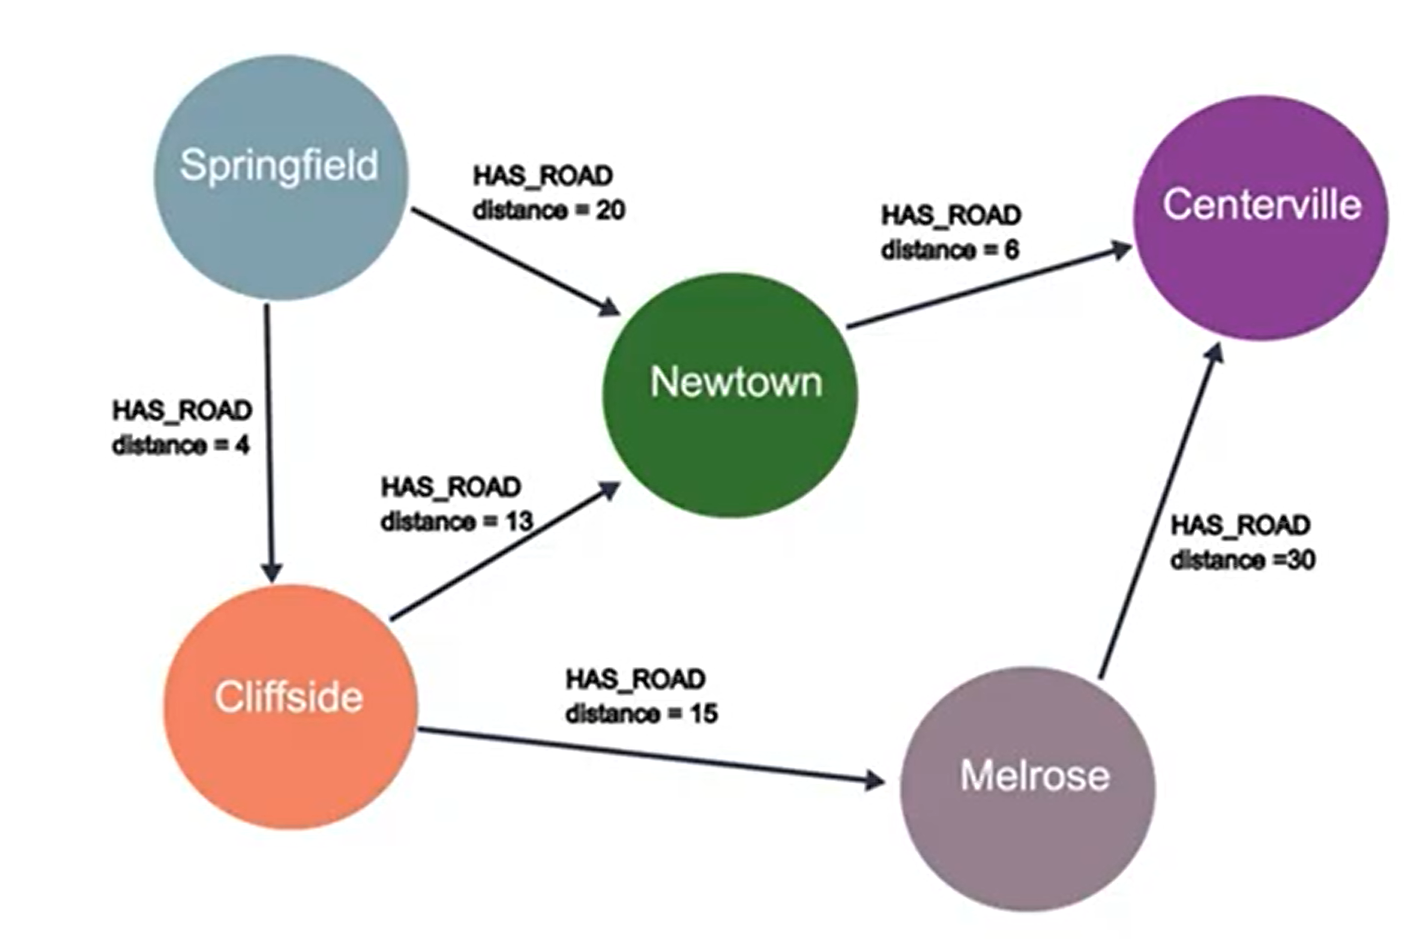 Springfield
HAS_ROAD
distance = 20
HAS_ROAD
distance = 6
Centerville
Newtown
HAS_ROAD
distance = 4
HAS_ROAD
distance = 13
HAS_ROAD
distance =30
Cliffside
HAS_ROAD
distance = 15
Melrose